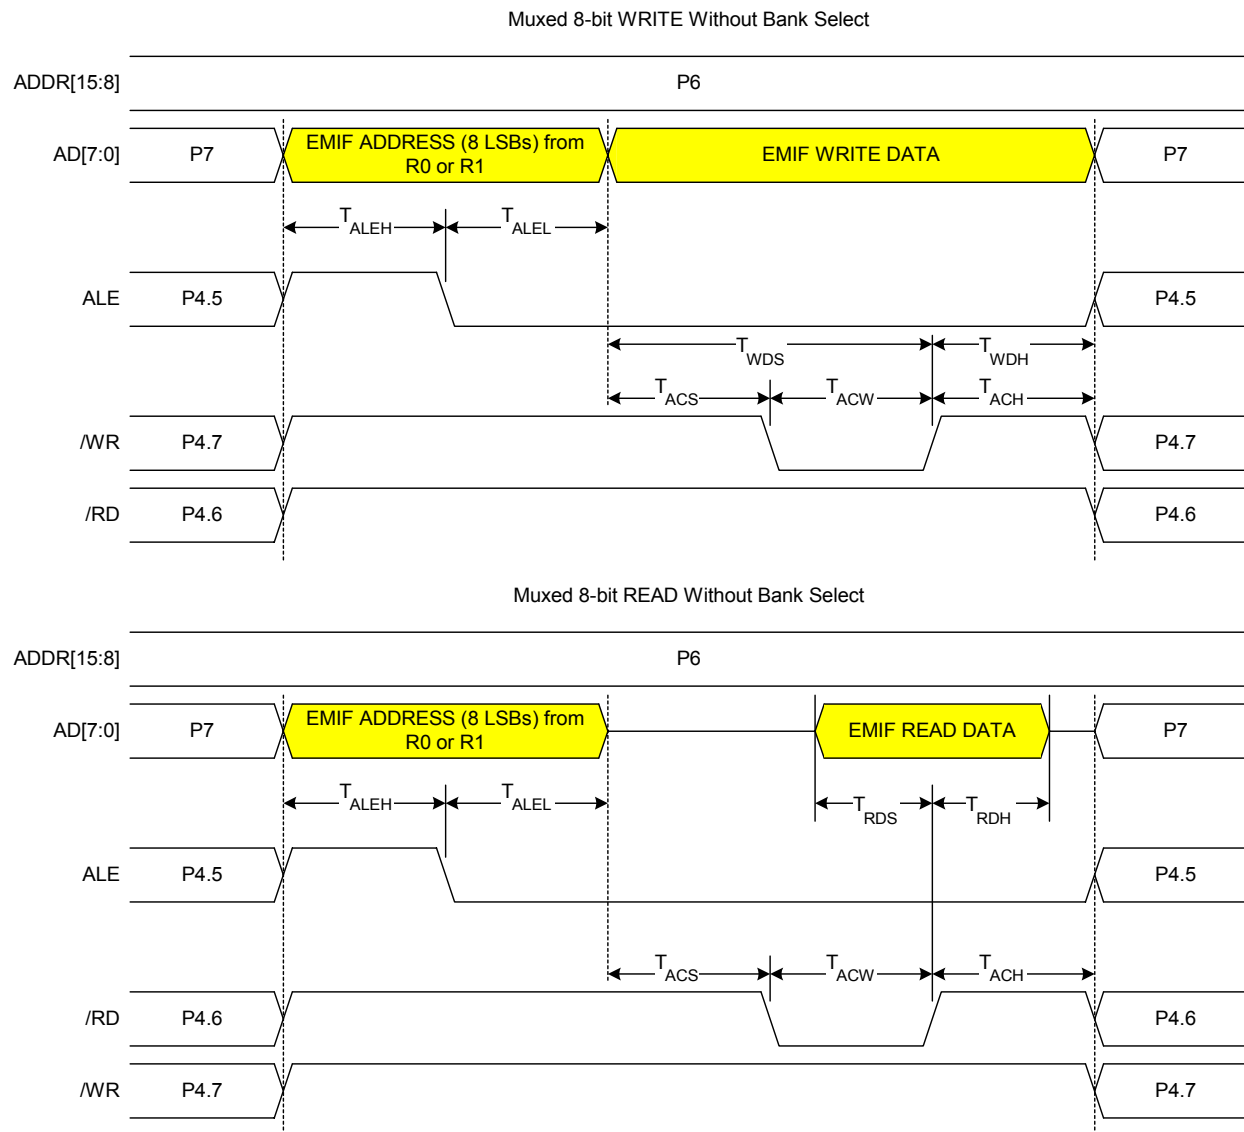 Muxed 8-bit WRITE Without Bank Select
ADDR[15:8] P6
AD[7:0] P7 EMIF ADDRESS (8 LSBs) from R0 or R1 EMIF WRITE DATA P7
TALEH TALEL
ALE P4.5 P4.5
TWDS TWDH
TACS TACW TACH
/WR P4.7 P4.7
/RD P4.6 P4.6
Muxed 8-bit READ Without Bank Select
ADDR[15:8] P6
AD[7:0] P7 EMIF ADDRESS (8 LSBs) from R0 or R1 EMIF READ DATA P7
TALEH TALEL TRDS TRDH
ALE P4.5 P4.5
TACS TACW TACH
/RD P4.6 P4.6
/WR P4.7 P4.7